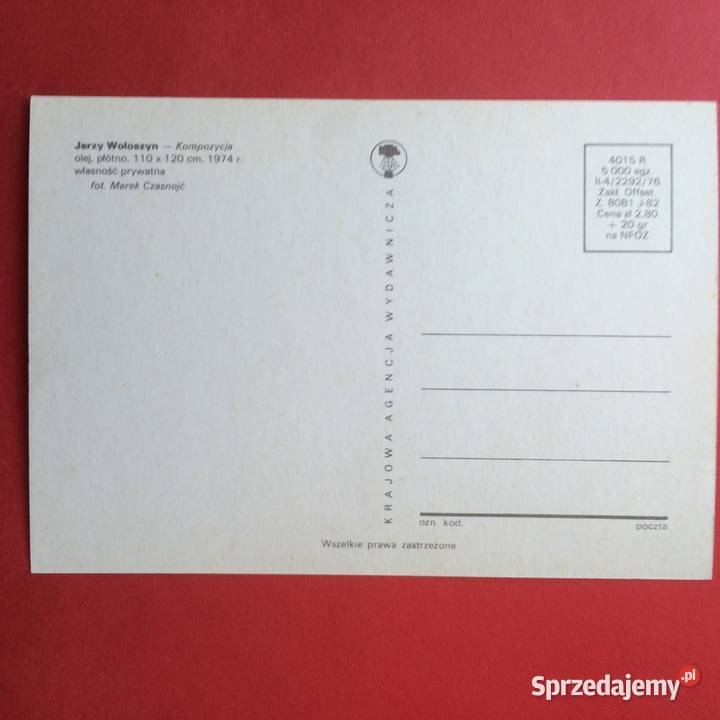 Jerzy Wołoszyn — Kompozycja
olej, płótno, 110 x 120 cm, 1974 r.
własność prywatna
fot. Marek Czasnojć
KRAJOWA AGENCJA WYDAWNICZA
4015 R
5 000 egz.
II-4/2292/76
Zakł. Offset.
Z. 8081 J-82
Cena zł 2.80
+ 20 gr
na NFOZ
ozn. kod.
poczta
Wszelkie prawa zastrzeżone
Sprzedajemy.pl